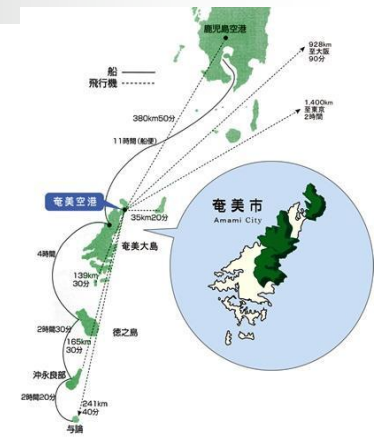 鹿児島空港
928km
至大阪
90分
船
飛行機
1,400km
至東京
2時間
380km50分
11時間(船便)
奄美空港
35km20分
奄美市
Amami City
奄美大島
4時間
139km
30分
2時間30分
徳之島
165km
30分
沖永良部
2時間20分
241km
40分
与論